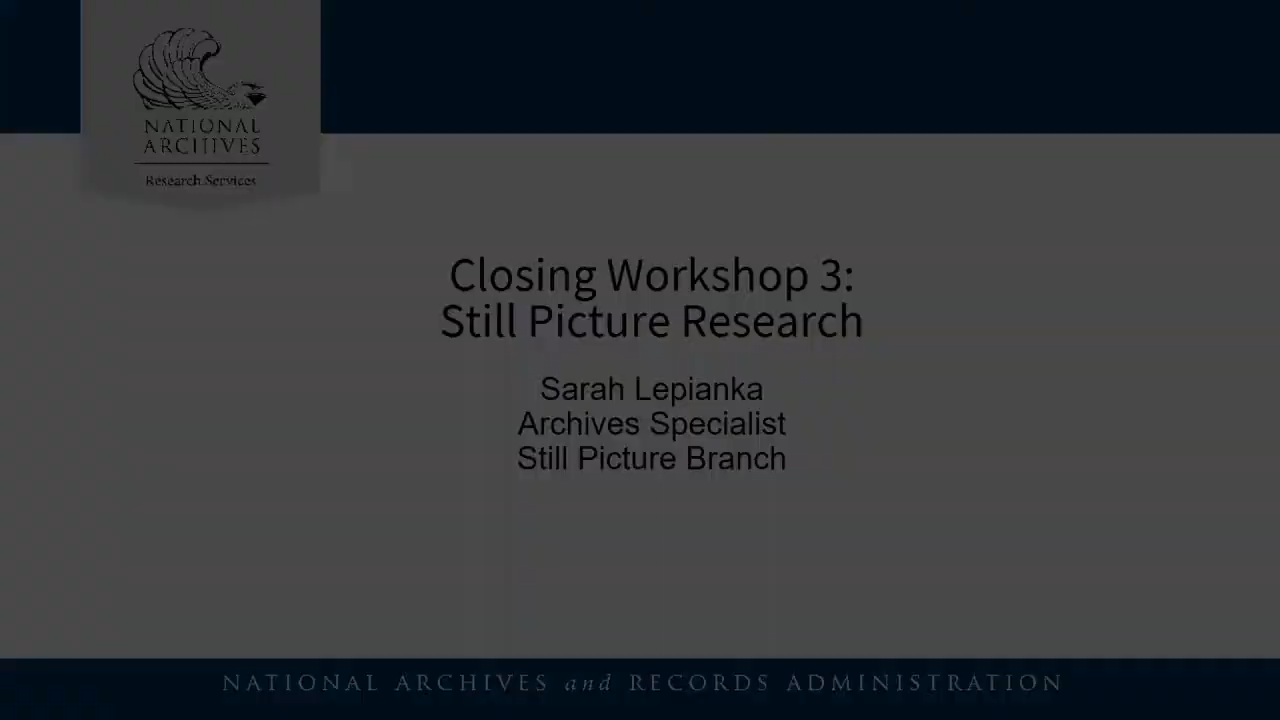 NATIONAL
ARCHIVES
Research Services
Closing Workshop 3:
Still Picture Research
Sarah Lepianka
Archives Specialist
Still Picture Branch
NATIONAL ARCHIVES and RECORDS ADMINISTRATION